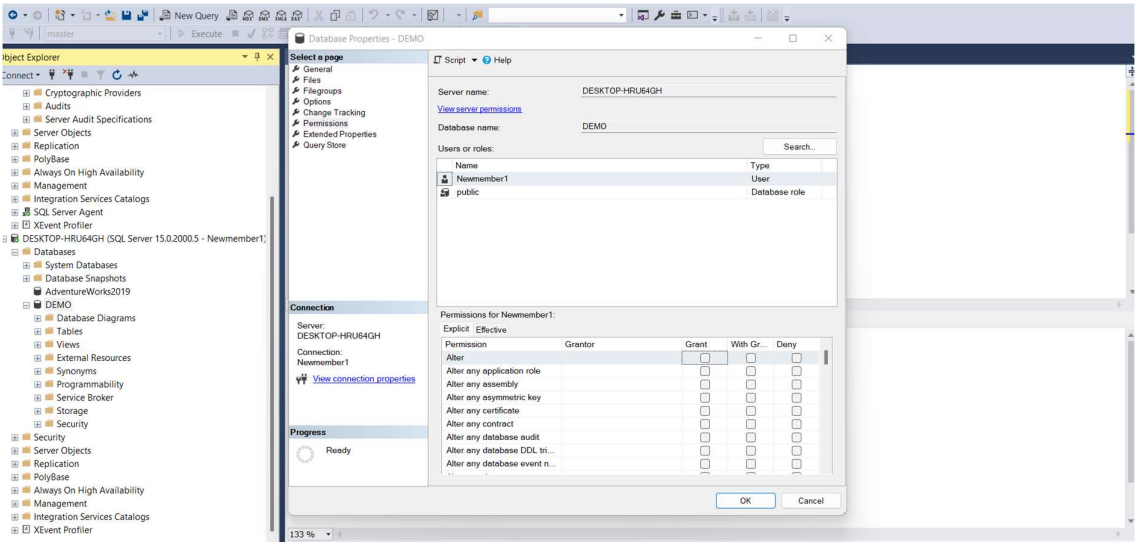 New Query
master
Execute
Object Explorer
Connect
Cryptographic Providers
Audits
Server Audit Specifications
Server Objects
Replication
PolyBase
Always On High Availability
Management
Integration Services Catalogs
SQL Server Agent
XEvent Profiler
DESKTOP-HRU64GH (SQL Server 15.0.2000.5 - Newmember1)
Databases
System Databases
Database Snapshots
AdventureWorks2019
DEMO
Database Diagrams
Tables
Views
External Resources
Synonyms
Programmability
Service Broker
Storage
Security
Security
Server Objects
Replication
PolyBase
Always On High Availability
Management
Integration Services Catalogs
XEvent Profiler
Database Properties - DEMO
Select a page
General
Files
Filegroups
Options
Change Tracking
Permissions
Extended Properties
Query Store
Connection
Server:
DESKTOP-HRU64GH
Connection:
Newmember1
View connection properties
Progress
Ready
Script Help
Server name: DESKTOP-HRU64GH
View server permissions
Database name: DEMO
Users or roles: Search...
Name Type
Newmember1 User
public Database role
Permissions for Newmember1:
Explicit Effective
Permission Grantor Grant With Gr... Deny
Alter
Alter any application role
Alter any assembly
Alter any asymmetric key
Alter any certificate
Alter any contract
Alter any database audit
Alter any database DDL tri...
Alter any database event n...
OK Cancel
133 %